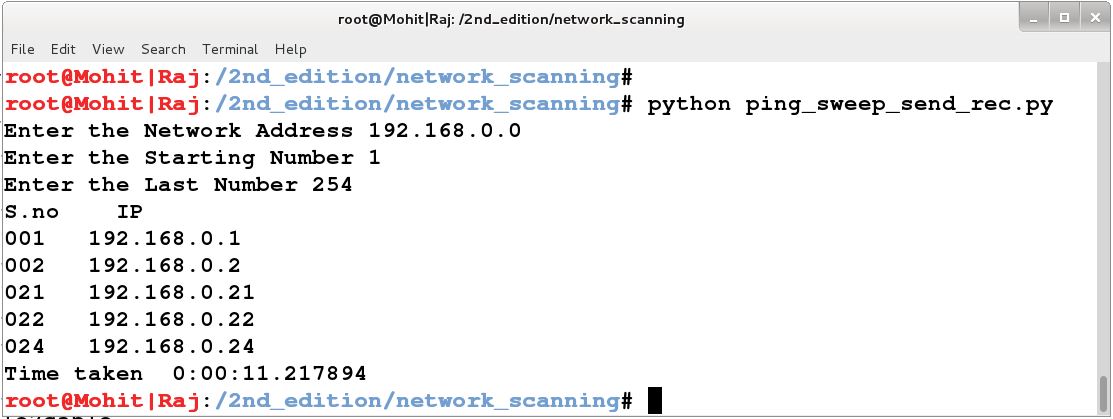 root@Mohit|Raj: /2nd_edition/network_scanning
File Edit View Search Terminal Help
root@Mohit|Raj:/2nd_edition/network_scanning#
root@Mohit|Raj:/2nd_edition/network_scanning# python ping_sweep_send_rec.py
Enter the Network Address 192.168.0.0
Enter the Starting Number 1
Enter the Last Number 254
S.no    IP
001   192.168.0.1
002   192.168.0.2
021   192.168.0.21
022   192.168.0.22
024   192.168.0.24
Time taken  0:00:11.217894
root@Mohit|Raj:/2nd_edition/network_scanning#